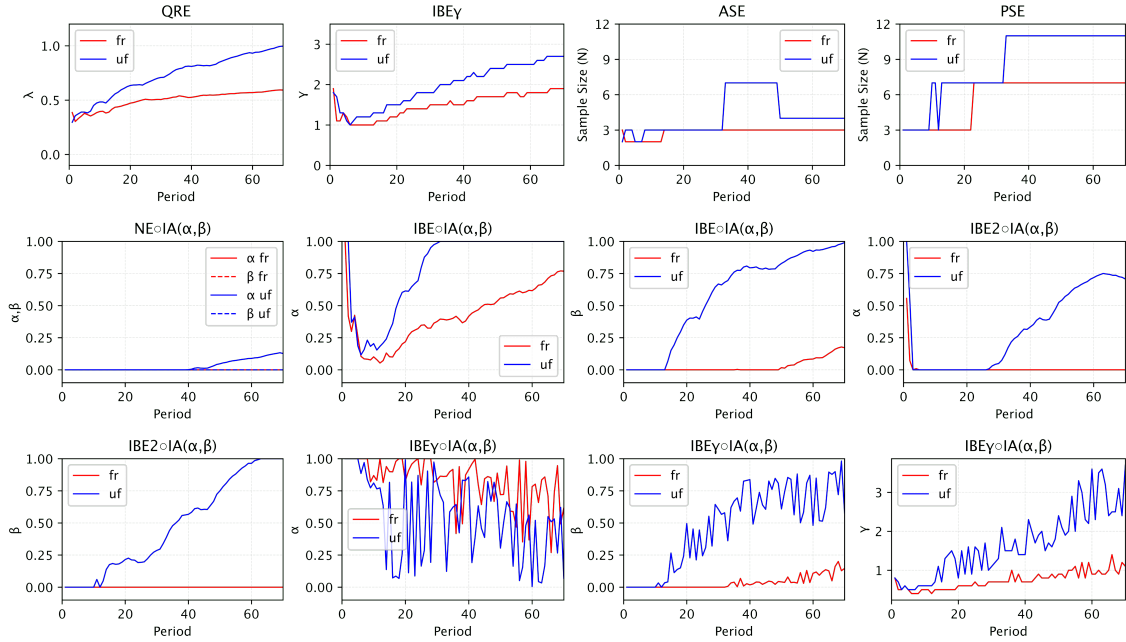 QRE
IBEγ
ASE
PSE
1.0
0.5
0.0
λ
fr
uf
0
20
40
60
Period
3
2
1
0
γ
fr
uf
0
20
40
60
Period
12
9
6
3
0
Sample Size (N)
fr
uf
0
20
40
60
Period
12
9
6
3
0
Sample Size (N)
fr
uf
0
20
40
60
Period
NE○IA(α,β)
IBE○IA(α,β)
IBE○IA(α,β)
IBE2○IA(α,β)
1.00
0.75
0.50
0.25
0.00
α,β
α fr
β fr
α uf
β uf
0
20
40
60
Period
1.00
0.75
0.50
0.25
0.00
α
fr
uf
0
20
40
60
Period
1.00
0.75
0.50
0.25
0.00
β
fr
uf
0
20
40
60
Period
1.00
0.75
0.50
0.25
0.00
α
fr
uf
0
20
40
60
Period
IBE2○IA(α,β)
IBEγ○IA(α,β)
IBEγ○IA(α,β)
IBEγ○IA(α,β)
1.00
0.75
0.50
0.25
0.00
β
fr
uf
0
20
40
60
Period
1.00
0.75
0.50
0.25
0.00
α
fr
uf
0
20
40
60
Period
1.00
0.75
0.50
0.25
0.00
β
fr
uf
0
20
40
60
Period
3
2
1
γ
fr
uf
0
20
40
60
Period